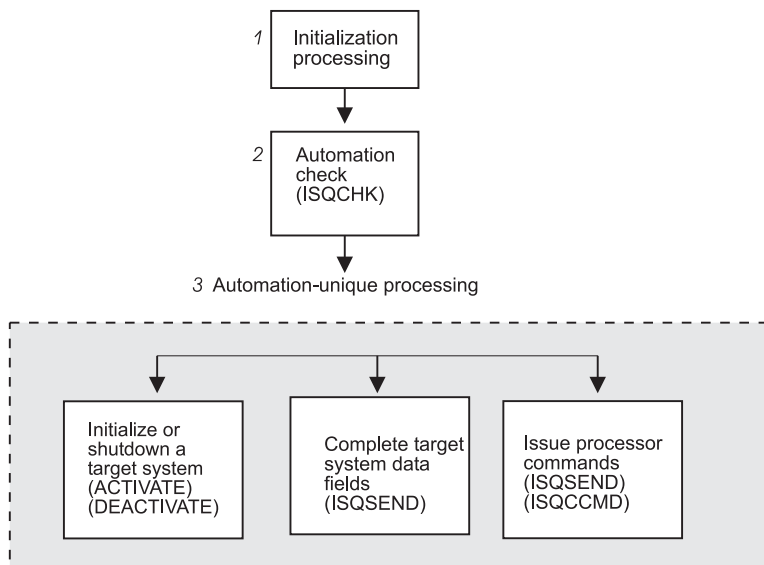 1 Initialization
processing
2 Automation
check
(ISQCHK)
3 Automation-unique processing
Initialize or
shutdown a
target system
(ACTIVATE)
(DEACTIVATE)
Complete target
system data
fields
(ISQSEND)
Issue processor
commands
(ISQSEND)
(ISQCCMD)